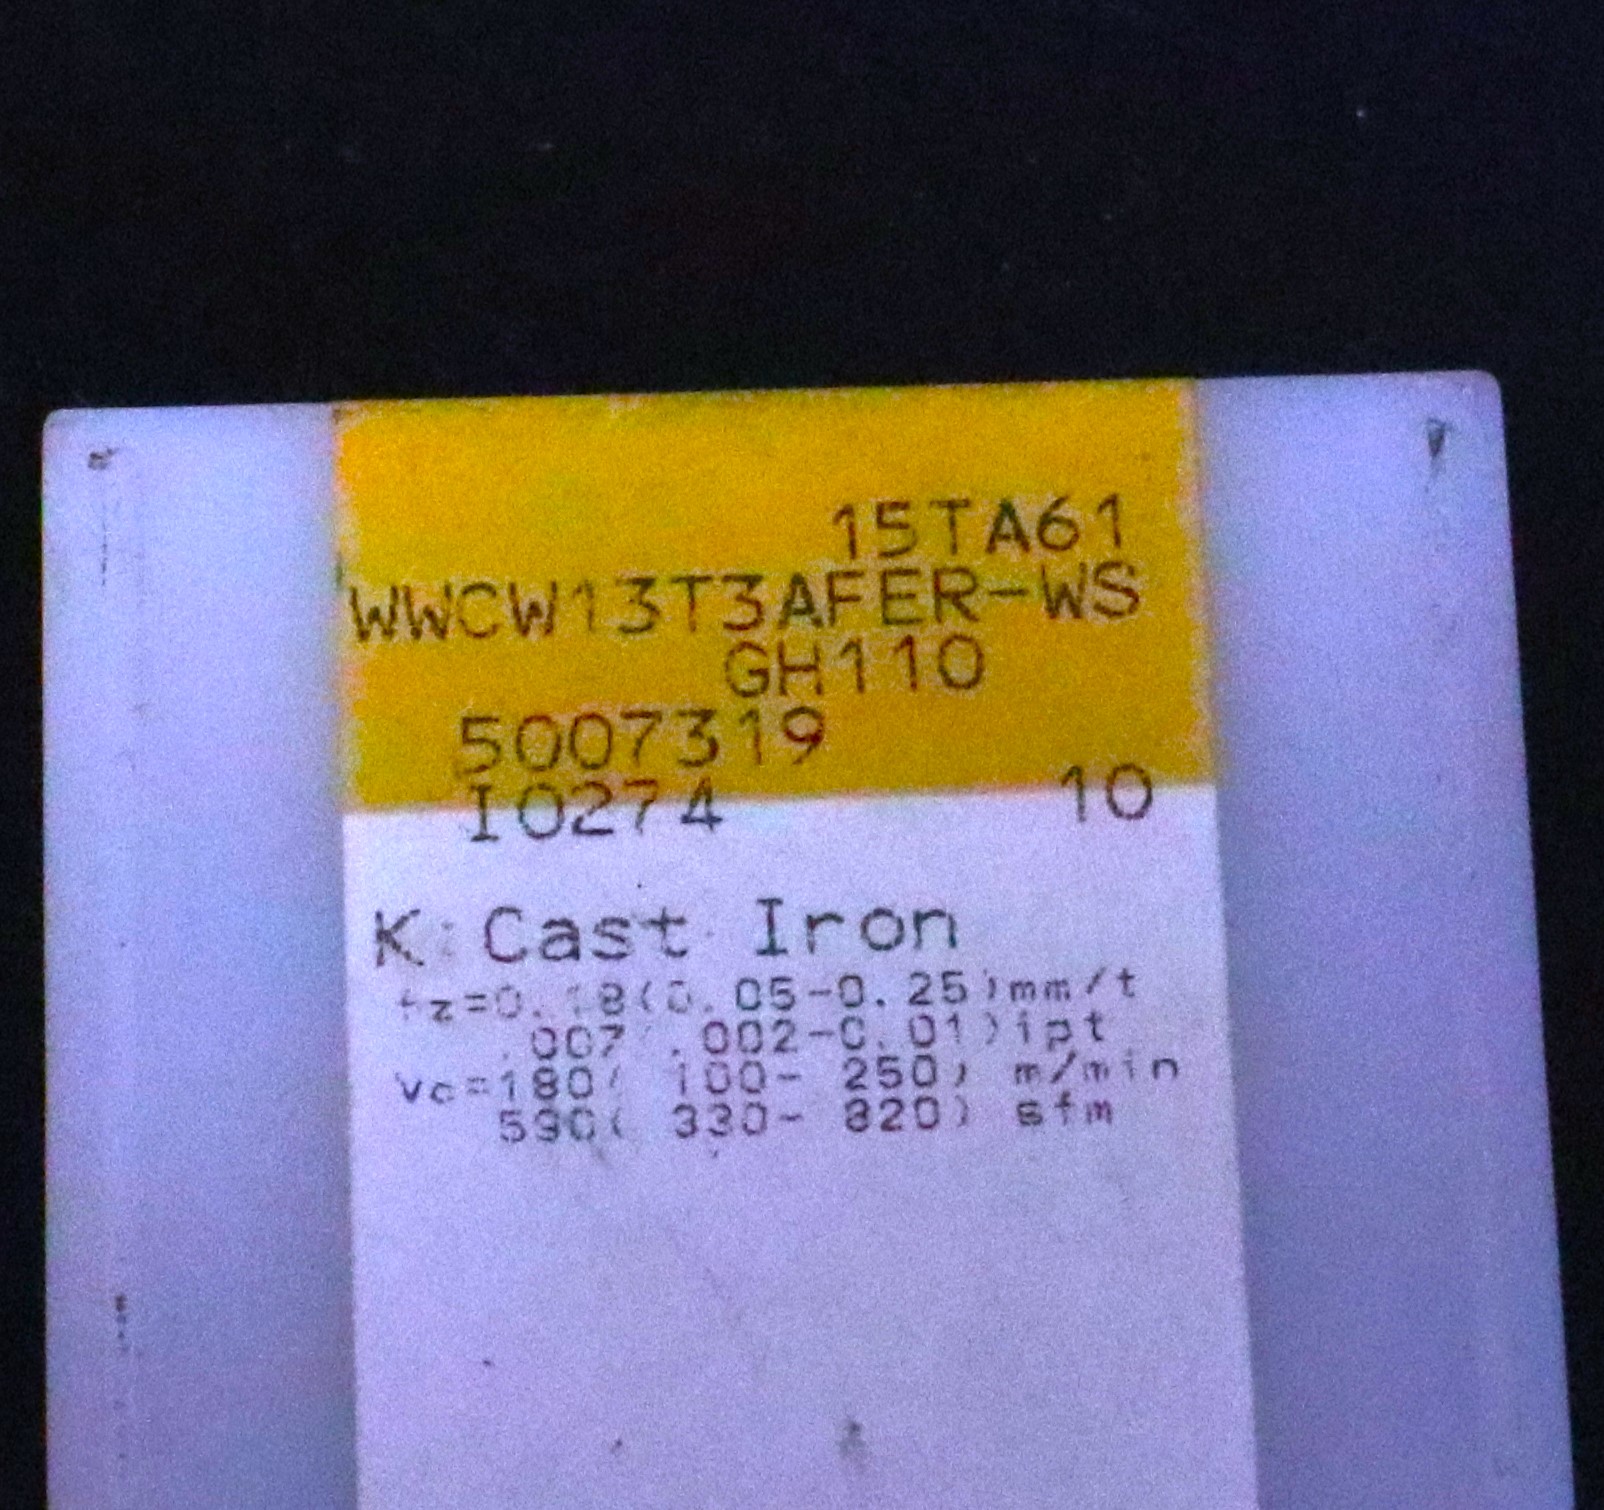 15TA61
WWCW13T3AFER-WS
GH110
5007319
I0274 10
K: Cast Iron
fz=0.18(0.05-0.25)mm/t
.007(.002-0.01)ipt
vc=180( 100- 250) m/min
590( 330- 820) sfm